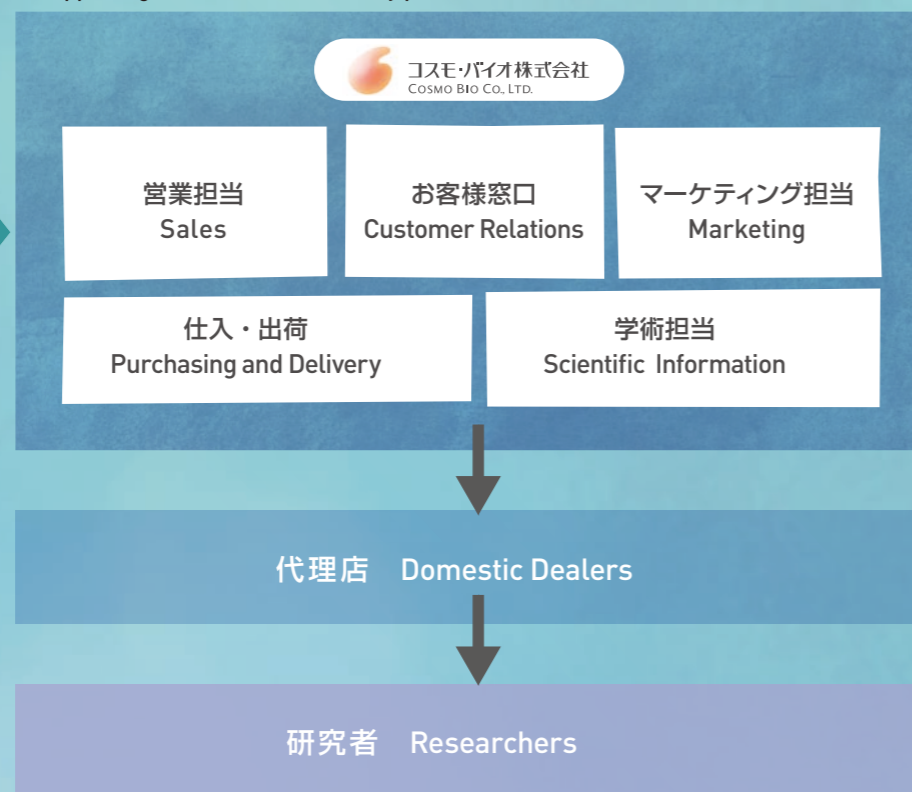 コスモ・バイオ株式会社
COSMO BIO CO., LTD.
営業担当
Sales
お客様窓口
Customer Relations
マーケティング担当
Marketing
仕入・出荷
Purchasing and Delivery
学術担当
Scientific Information
代理店 Domestic Dealers
研究者 Researchers